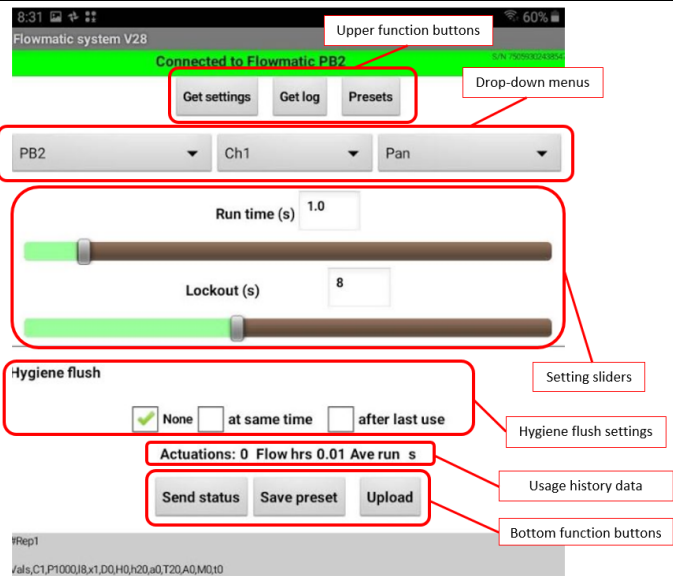 8:31 60%
Flowmatic system V28
Upper function buttons
Connected to Flowmatic PB2
Drop-down menus
Get settings Get log Presets
PB2 Ch1 Pan
Run time (s) 1.0
Lockout (s) 8
Setting sliders
Hygiene flush
None at same time after last use
Hygiene flush settings
Actuations: 0 Flow hrs 0.01 Ave run s
Usage history data
Send status Save preset Upload
Bottom function buttons
#Rep1
Vals,C1,P1000,l8,x1,D0,H0,h20,a0,T20,A0,M0,t0